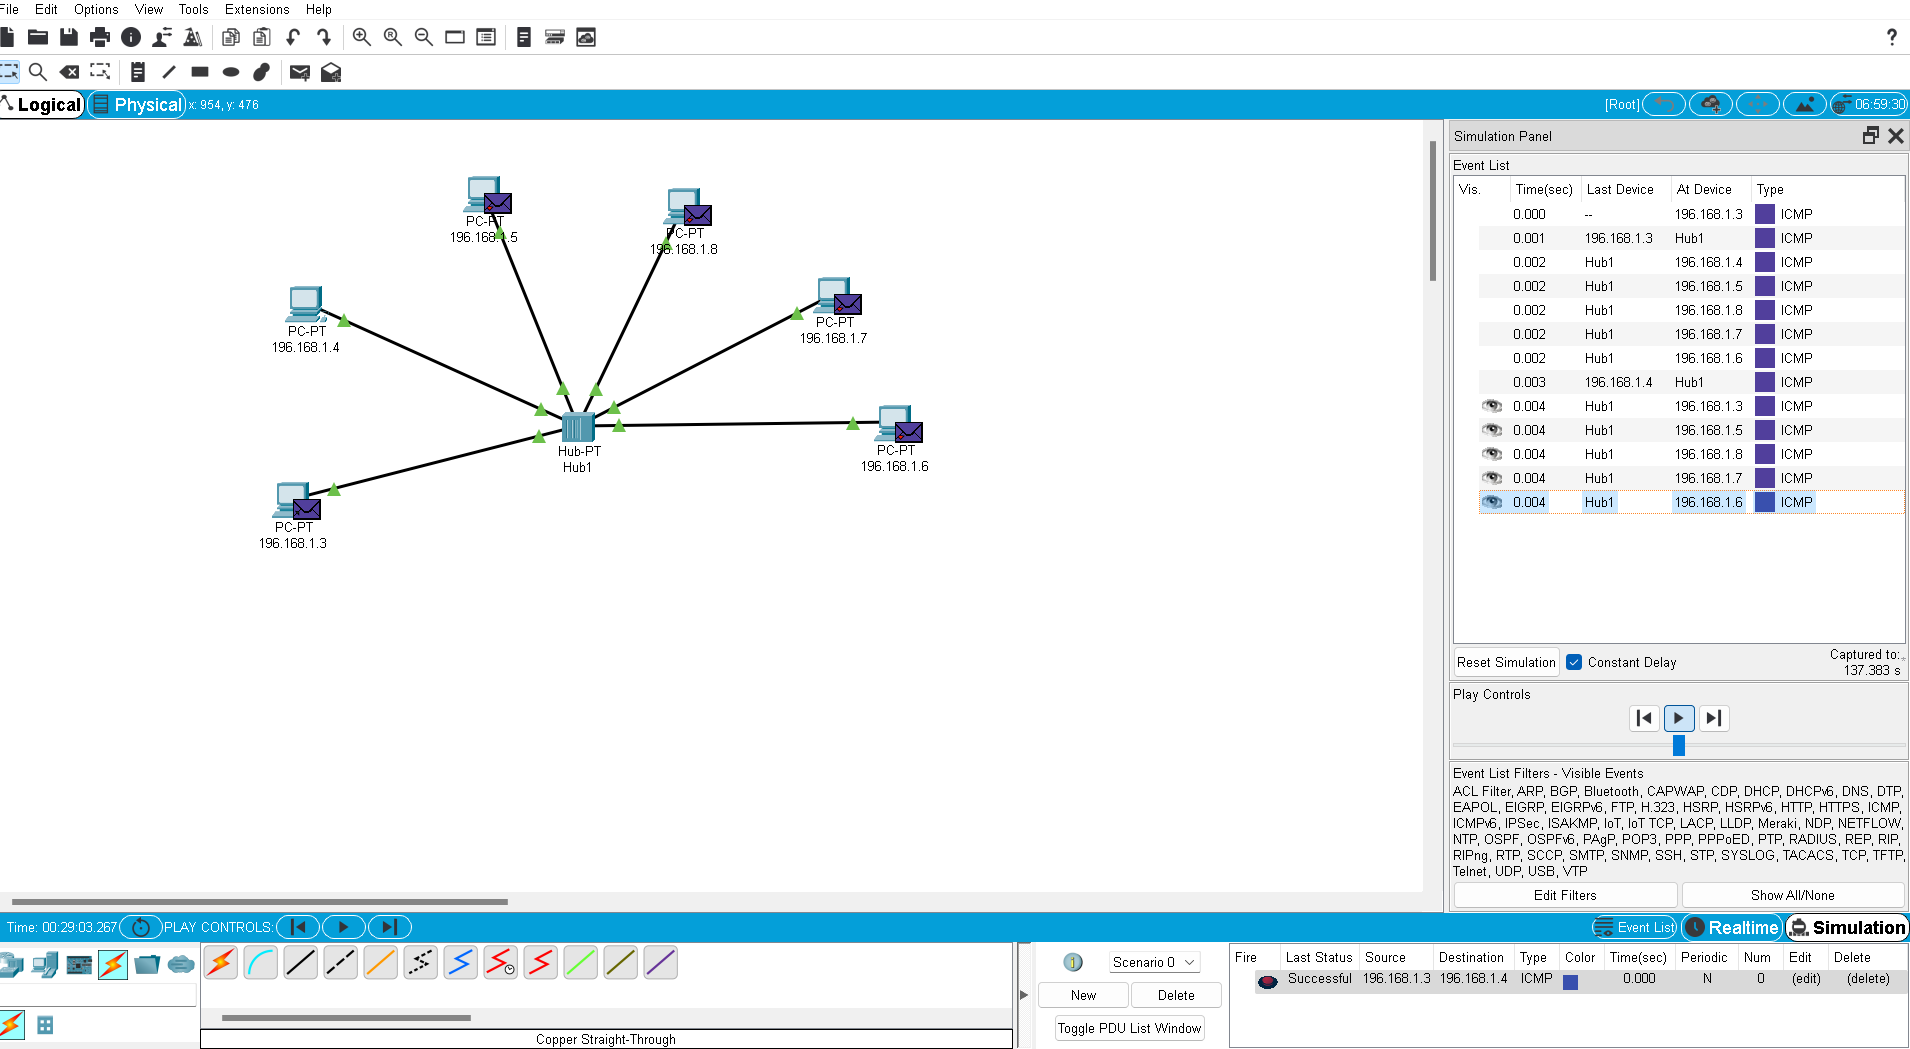 File Edit Options View Tools Extensions Help
?
Logical Physical x: 954, y: 476 [Root] 06:59:30
PC-PT
196.168.1.5
PC-PT
196.168.1.8
PC-PT
196.168.1.4
PC-PT
196.168.1.7
Hub-PT
Hub1
PC-PT
196.168.1.6
PC-PT
196.168.1.3
Simulation Panel
Event List
Vis. Time(sec) Last Device At Device Type
0.000 -- 196.168.1.3 ICMP
0.001 196.168.1.3 Hub1 ICMP
0.002 Hub1 196.168.1.4 ICMP
0.002 Hub1 196.168.1.5 ICMP
0.002 Hub1 196.168.1.8 ICMP
0.002 Hub1 196.168.1.7 ICMP
0.002 Hub1 196.168.1.6 ICMP
0.003 196.168.1.4 Hub1 ICMP
0.004 Hub1 196.168.1.3 ICMP
0.004 Hub1 196.168.1.5 ICMP
0.004 Hub1 196.168.1.8 ICMP
0.004 Hub1 196.168.1.7 ICMP
0.004 Hub1 196.168.1.6 ICMP
Reset Simulation Constant Delay Captured to:
137.383 s
Play Controls
Event List Filters - Visible Events
ACL Filter, ARP, BGP, Bluetooth, CAPWAP, CDP, DHCP, DHCPv6, DNS, DTP,
EAPOL, EIGRP, EIGRPv6, FTP, H.323, HSRP, HSRPv6, HTTP, HTTPS, ICMP,
ICMPv6, IPSec, ISAKMP, IoT, IoT TCP, LACP, LLDP, Meraki, NDP, NETFLOW,
NTP, OSPF, OSPFv6, PAgP, POP3, PPP, PPPoED, PTP, RADIUS, REP, RIP,
RIPng, RTP, SCCP, SMTP, SNMP, SSH, STP, SYSLOG, TACACS, TCP, TFTP,
Telnet, UDP, USB, VTP
Edit Filters Show All/None
Time: 00:29:03.267 PLAY CONTROLS: Event List Realtime Simulation
Copper Straight-Through
Scenario 0
New Delete
Toggle PDU List Window
Fire Last Status Source Destination Type Color Time(sec) Periodic Num Edit Delete
Successful 196.168.1.3 196.168.1.4 ICMP 0.000 N 0 (edit) (delete)